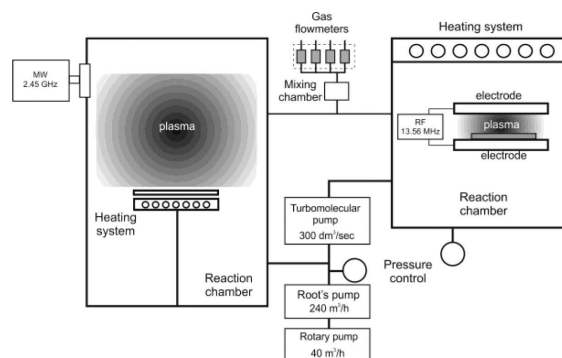 Gas
flowmeters
Heating system
MW
2.45 GHz
Mixing
chamber
electrode
plasma
RF
13.56 MHz
plasma
electrode
Heating
system
Turbomolecular
pump
300 dm³/sec
Reaction
chamber
Reaction
chamber
Pressure
control
Root's pump
240 m³/h
Rotary pump
40 m³/h